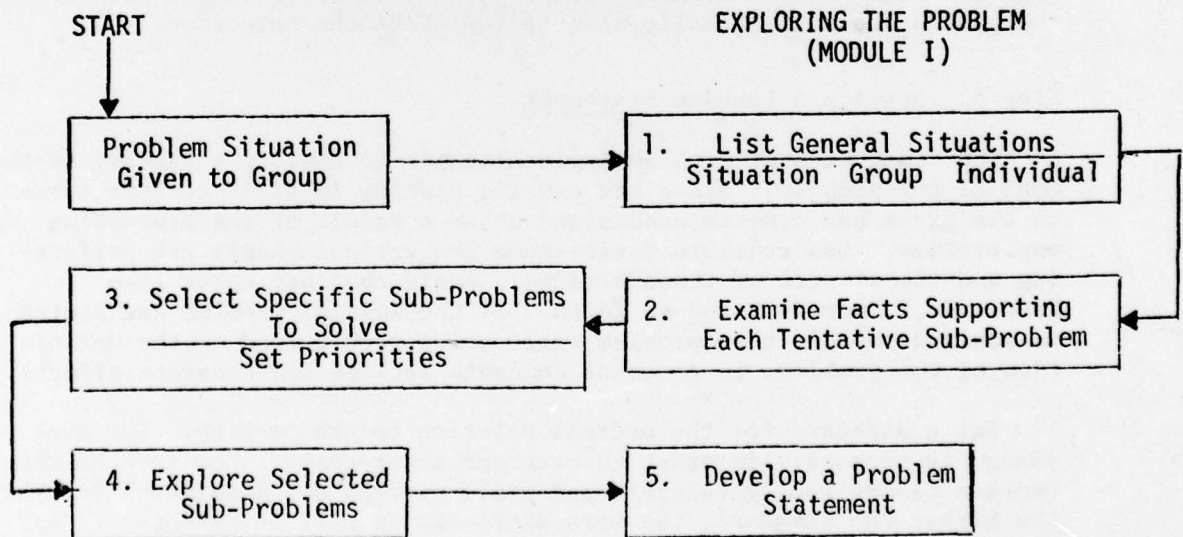 START
EXPLORING THE PROBLEM
(MODULE I)
Problem Situation
Given to Group
1. List General Situations
Situation Group Individual
3. Select Specific Sub-Problems
To Solve
Set Priorities
2. Examine Facts Supporting
Each Tentative Sub-Problem
4. Explore Selected
Sub-Problems
5. Develop a Problem
Statement